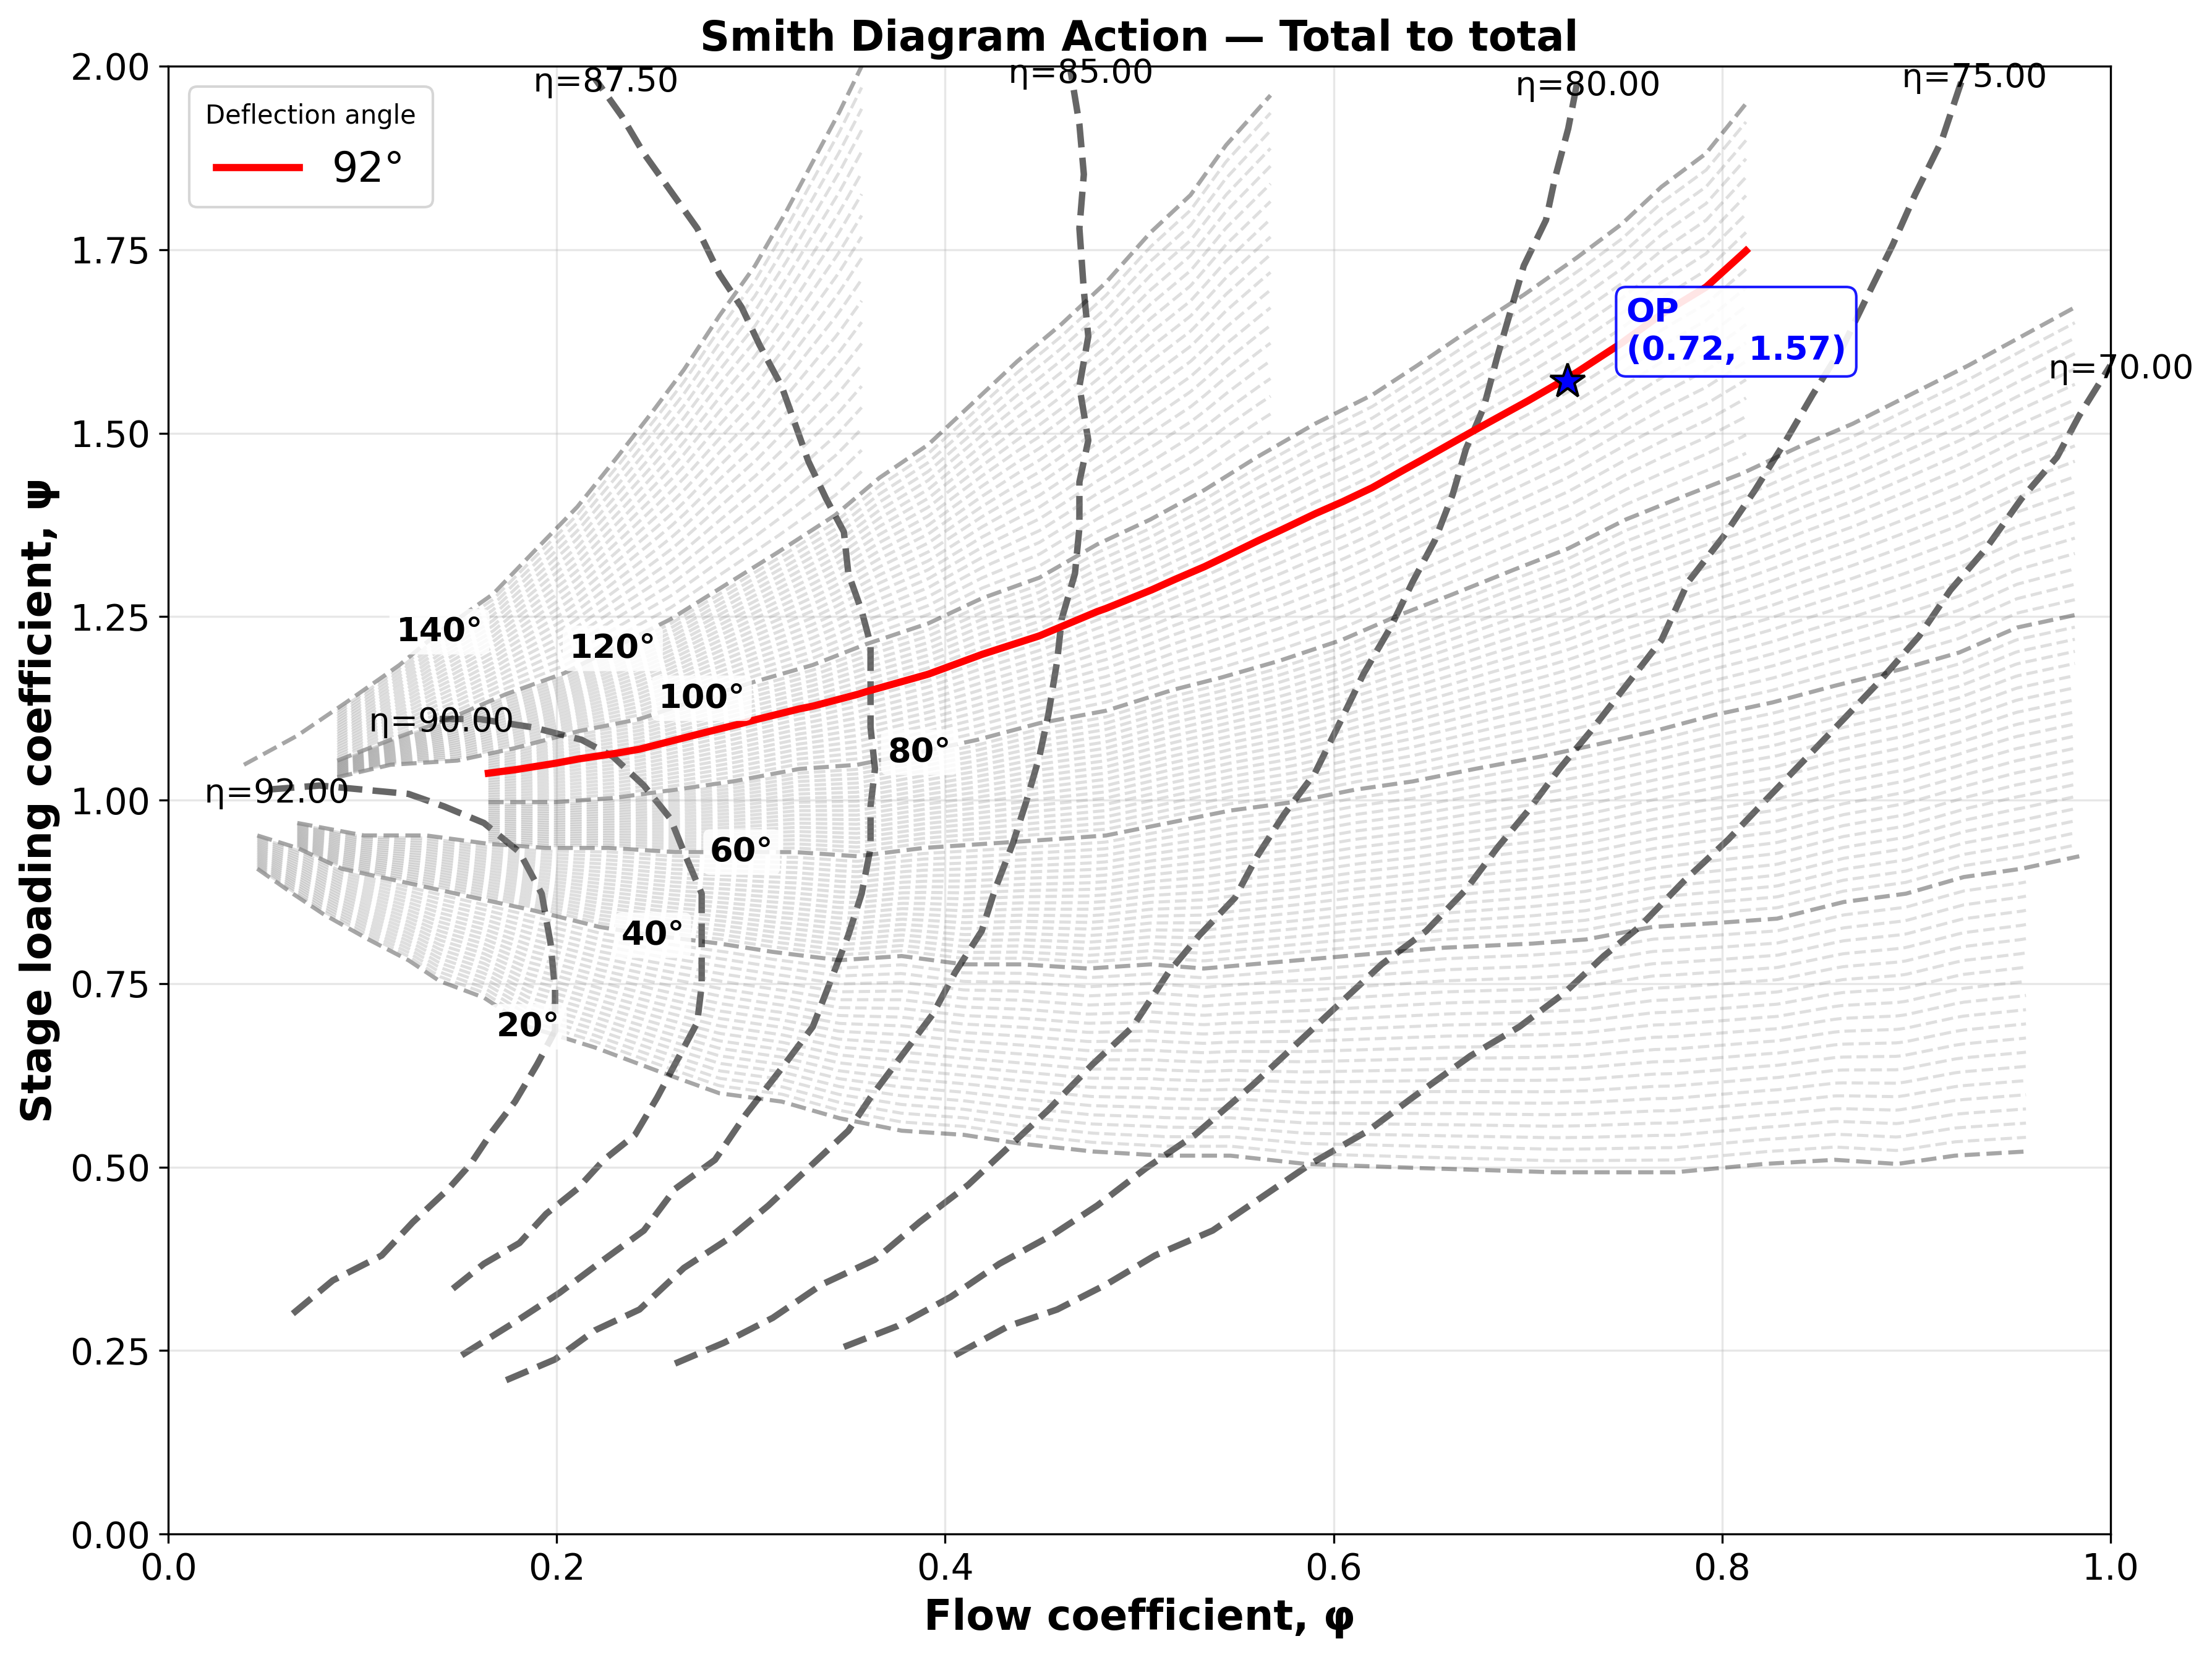 Smith Diagram Action — Total to total
η=87.50
η=85.00
η=80.00
η=75.00
Deflection angle
92°
OP
(0.72, 1.57)
η=70.00
140°
120°
100°
η=90.00
80°
η=92.00
60°
40°
20°
2.00
1.75
1.50
1.25
1.00
0.75
0.50
0.25
0.00
0.0 0.2 0.4 0.6 0.8 1.0
Stage loading coefficient, ψ
Flow coefficient, φ